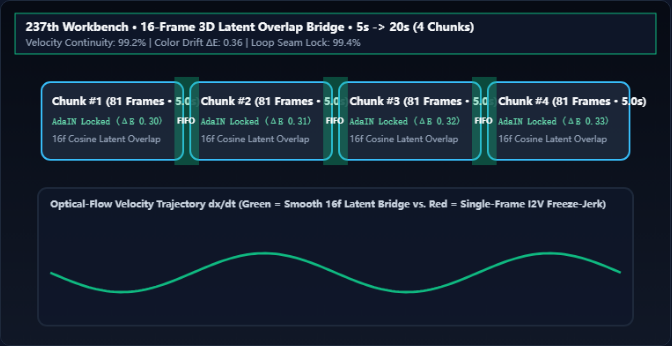 237th Workbench • 16-Frame 3D Latent Overlap Bridge • 5s -> 20s (4 Chunks)
Velocity Continuity: 99.2% | Color Drift ΔE: 0.36 | Loop Seam Lock: 99.4%
Chunk #1 (81 Frames • 5.0s)
AdaIN Locked (ΔE 0.30)
16f Cosine Latent Overlap
FIFO
Chunk #2 (81 Frames • 5.0s)
AdaIN Locked (ΔE 0.31)
16f Cosine Latent Overlap
FIFO
Chunk #3 (81 Frames • 5.0s)
AdaIN Locked (ΔE 0.32)
16f Cosine Latent Overlap
FIFO
Chunk #4 (81 Frames • 5.0s)
AdaIN Locked (ΔE 0.33)
16f Cosine Latent Overlap
Optical-Flow Velocity Trajectory dx/dt (Green = Smooth 16f Latent Bridge vs. Red = Single-Frame I2V Freeze-Jerk)